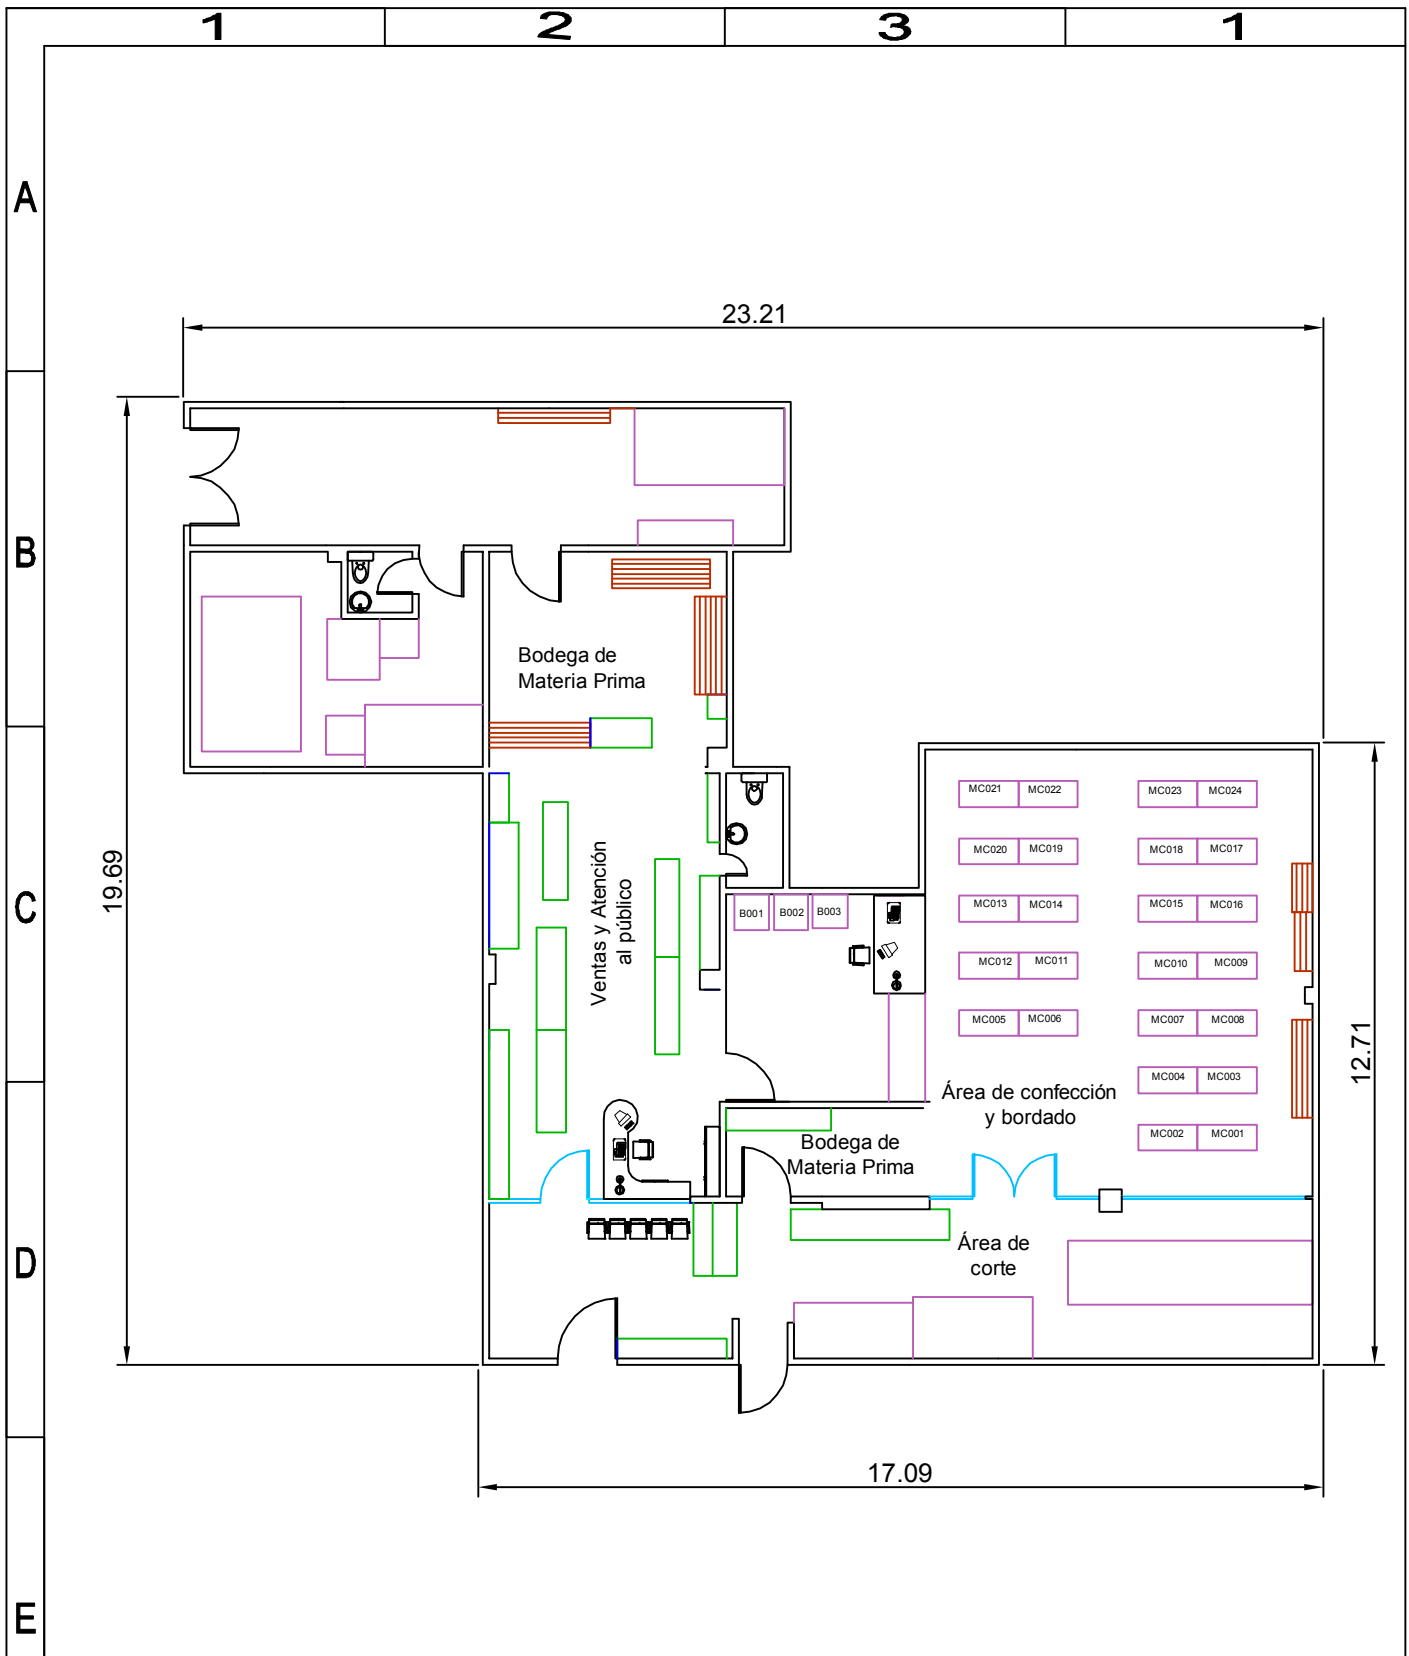 1 2 3 1
A
23.21
B
Bodega de
Materia Prima
C
19.69
Ventas y Atención
al público
MC021 MC022 MC023 MC024
MC020 MC019 MC018 MC017
B001 B002 B003
MC013 MC014 MC015 MC016
MC012 MC011 MC010 MC009
MC005 MC006 MC007 MC008
12.71
MC004 MC003
Área de confección
y bordado
MC002 MC001
Bodega de
Materia Prima
D
Área de
corte
17.09
E